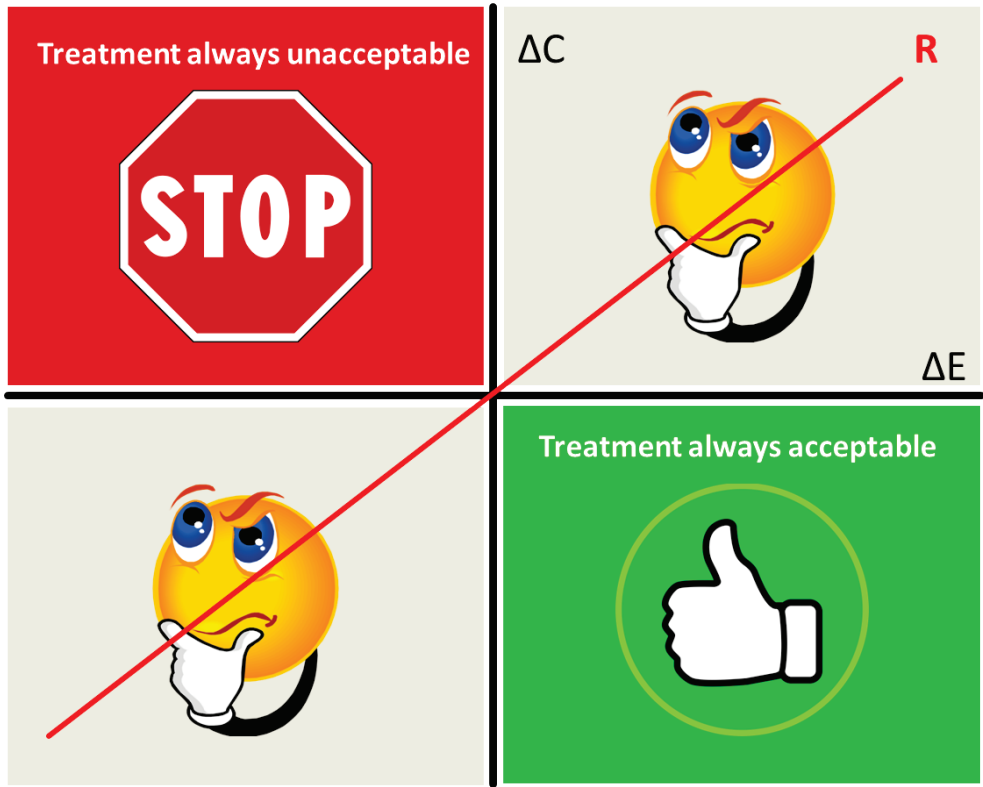 Treatment always unacceptable
STOP
ΔC
R
ΔE
Treatment always acceptable